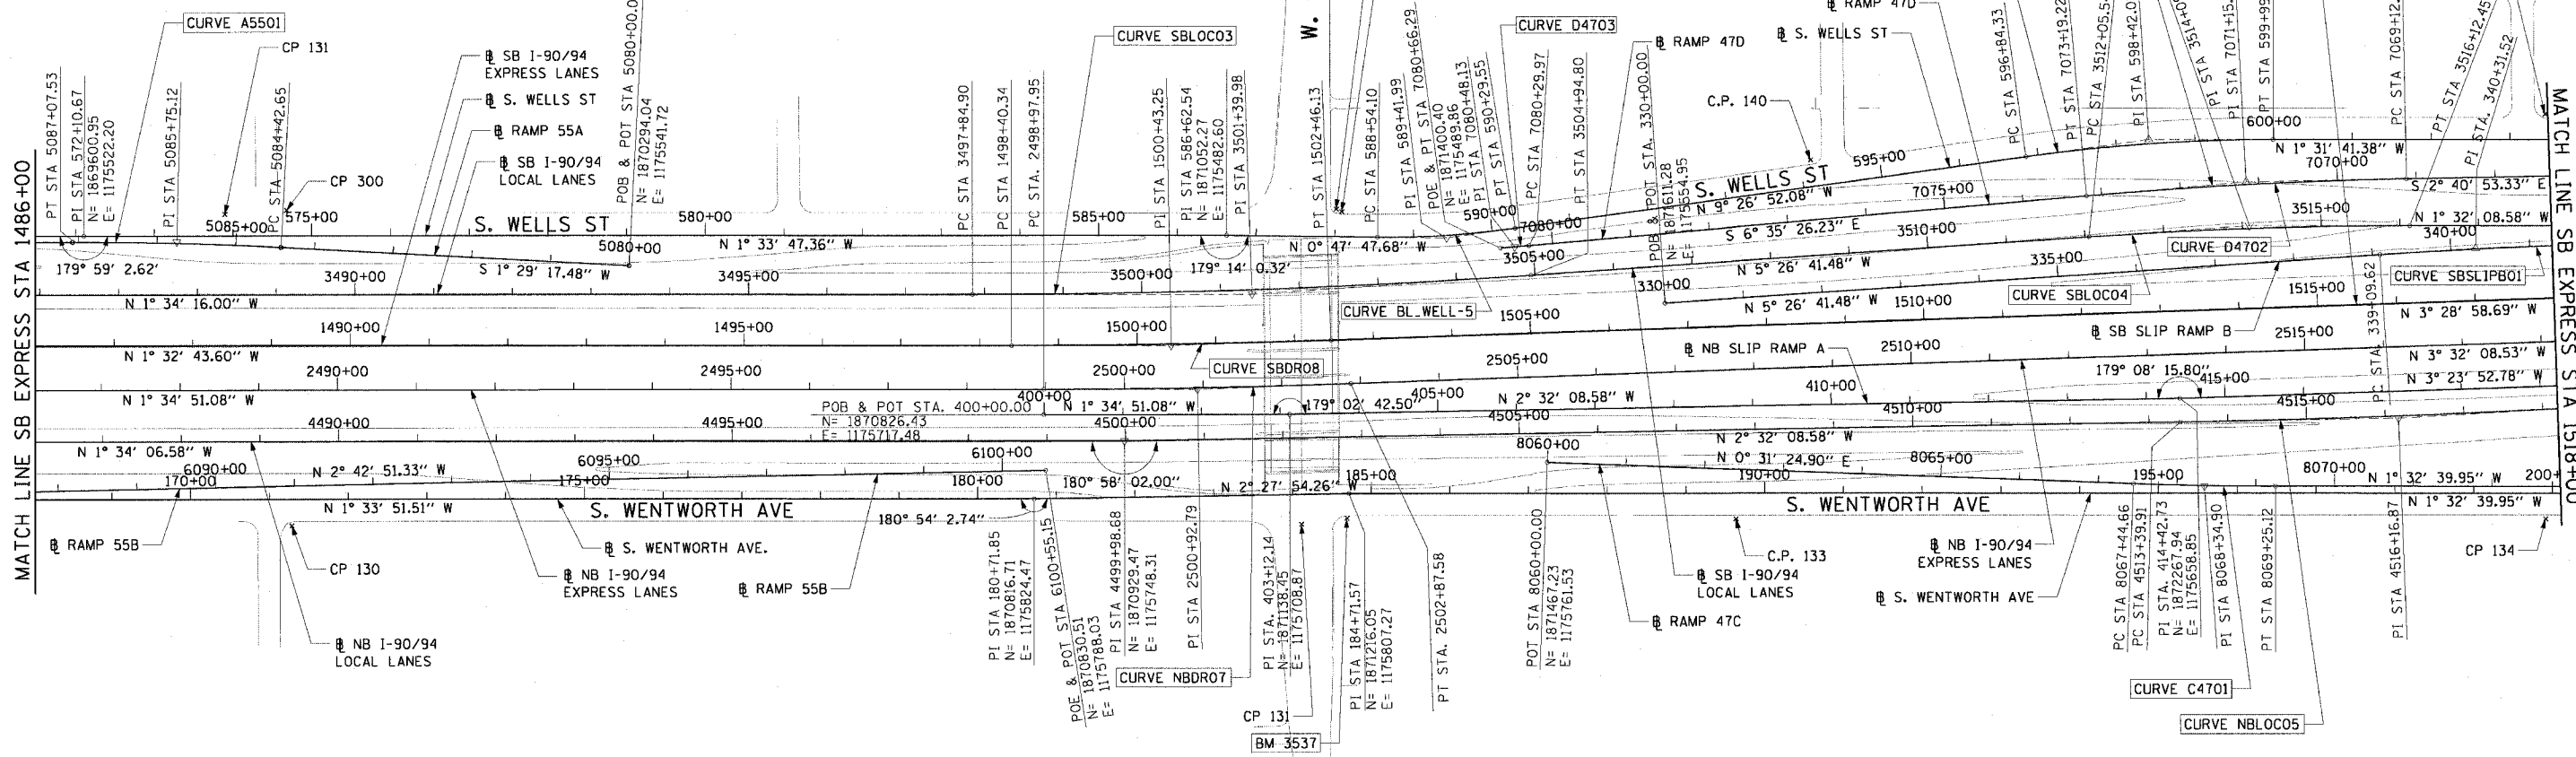 CURVE A5501
CP 131
℄ SB I-90/94
EXPRESS LANES
℄ S. WELLS ST
℄ RAMP 55A
℄ SB I-90/94
LOCAL LANES
CP 300
PT STA 5087+07.53
PI STA 572+10.67
N= 1869600.95
E= 1175522.20
PI STA 5085+75.12
PC STA 5084+42.65
POB & POT STA 5080+00.0
N= 1870294.04
E= 1175541.72
CURVE SBLOC03
PC STA 3497+84.90
PC STA 1498+40.34
PC STA. 2498+97.95
PI STA 1500+43.25
PI STA 586+62.54
N= 1871052.27
E= 1175482.60
PI STA 3501+39.98
W.
PT STA 1502+46.13
PC STA 588+54.10
PI STA 589+41.99
POE & PT STA 7080+66.29
N= 1871400.40
E= 1175489.86
PI STA 7080+48.13
PT STA 590+29.55
PC STA 7080+29.97
PT STA 350+94.80
CURVE D4703
℄ RAMP 47D
POB & POT STA. 330+00.00
N= 1871611.28
E= 1175554.95
℄ RAMP 47D
℄ S. WELLS ST
C.P. 140
PC STA 596+84.33
PT STA 7073+19.22
PC STA 3512+05.5
PI STA 598+42.0
PI STA 3514+0
PI STA 7071+15.
PT STA 599+99
PC STA 7069+12.
PT STA 3516+12.45
PI STA. 340+31.52
MATCH LINE SB EXPRESS STA 1486+00
MATCH LINE SB EXPRESS STA 1518+00
5085+00
575+00
S. WELLS ST
580+00
585+00
590+00
S. WELLS ST
595+00
600+00
N 1° 31' 41.38" W
7070+00
179° 59' 2.62'
S 1° 29' 17.48" W
5080+00
N 1° 33' 47.36" W
N 0° 47' 47.68" W
7080+00
N 9° 26' 52.08" W
7075+00
S 6° 35' 26.23" E
S 2° 40' 53.33" E
3490+00
3495+00
3500+00
179° 14' 0.32'
3505+00
N 5° 26' 41.48" W
3510+00
3515+00
N 1° 32' 08.58" W
CURVE D4702
340+00
335+00
330+00
N 1° 34' 16.00" W
CURVE BL_WELL-5
N 5° 26' 41.48" W
CURVE SBLOC04
CURVE SBSLIPB01
1490+00
1495+00
1500+00
1505+00
1510+00
1515+00
N 3° 28' 58.69" W
N 1° 32' 43.60" W
CURVE SBDR08
℄ SB SLIP RAMP B
PC STA. 339+09.62
2490+00
2495+00
2500+00
2505+00
℄ NB SLIP RAMP A
2510+00
2515+00
N 3° 32' 08.53" W
N 1° 34' 51.08" W
400+00
POB & POT STA. 400+00.00
N= 1870826.43
E= 1175717.48
N 1° 34' 51.08" W
179° 02' 42.50"
405+00
N 2° 32' 08.58" W
410+00
179° 08' 15.80"
415+00
N 3° 23' 52.78" W
4490+00
4495+00
4500+00
4505+00
4510+00
4515+00
N 1° 34' 06.58" W
N 2° 32' 08.58" W
6090+00
N 2° 42' 51.33" W
6095+00
6100+00
8060+00
N 0° 31' 24.90" E
8065+00
8070+00
N 1° 32' 39.95" W
170+00
175+00
180+00
180° 58' 02.00"
N 2° 27' 54.26" W
185+00
190+00
195+00
200+
N 1° 33' 51.51" W
S. WENTWORTH AVE
180° 54' 2.74"
S. WENTWORTH AVE
N 1° 32' 39.95" W
℄ RAMP 55B
CP 130
℄ NB I-90/94
LOCAL LANES
℄ S. WENTWORTH AVE.
℄ NB I-90/94
EXPRESS LANES
℄ RAMP 55B
PI STA 180+71.85
N= 1870816.71
E= 1175824.47
POE & POT STA 6100+55.15
N= 1870830.51
E= 1175788.03
PI STA 4499+98.68
N= 1870929.47
E= 1175748.31
PI STA 2500+92.79
CURVE NBDR07
PI STA. 403+12.14
N= 1871138.45
E= 1175708.87
CP 131
BM 3537
PI STA 184+71.57
N= 1871216.05
E= 1175807.27
PT STA. 2502+87.58
POT STA 8060+00.00
N= 1871467.23
E= 1175761.53
℄ RAMP 47C
℄ SB I-90/94
LOCAL LANES
C.P. 133
℄ NB I-90/94
EXPRESS LANES
℄ S. WENTWORTH AVE
PC STA 8067+44.66
PC STA 4513+39.91
PI STA. 414+42.73
N= 1872267.94
E= 1175658.85
PI STA 8068+34.90
PT STA 8069+25.12
CURVE C4701
CURVE NBLOC05
PI STA 4516+16.87
CP 134